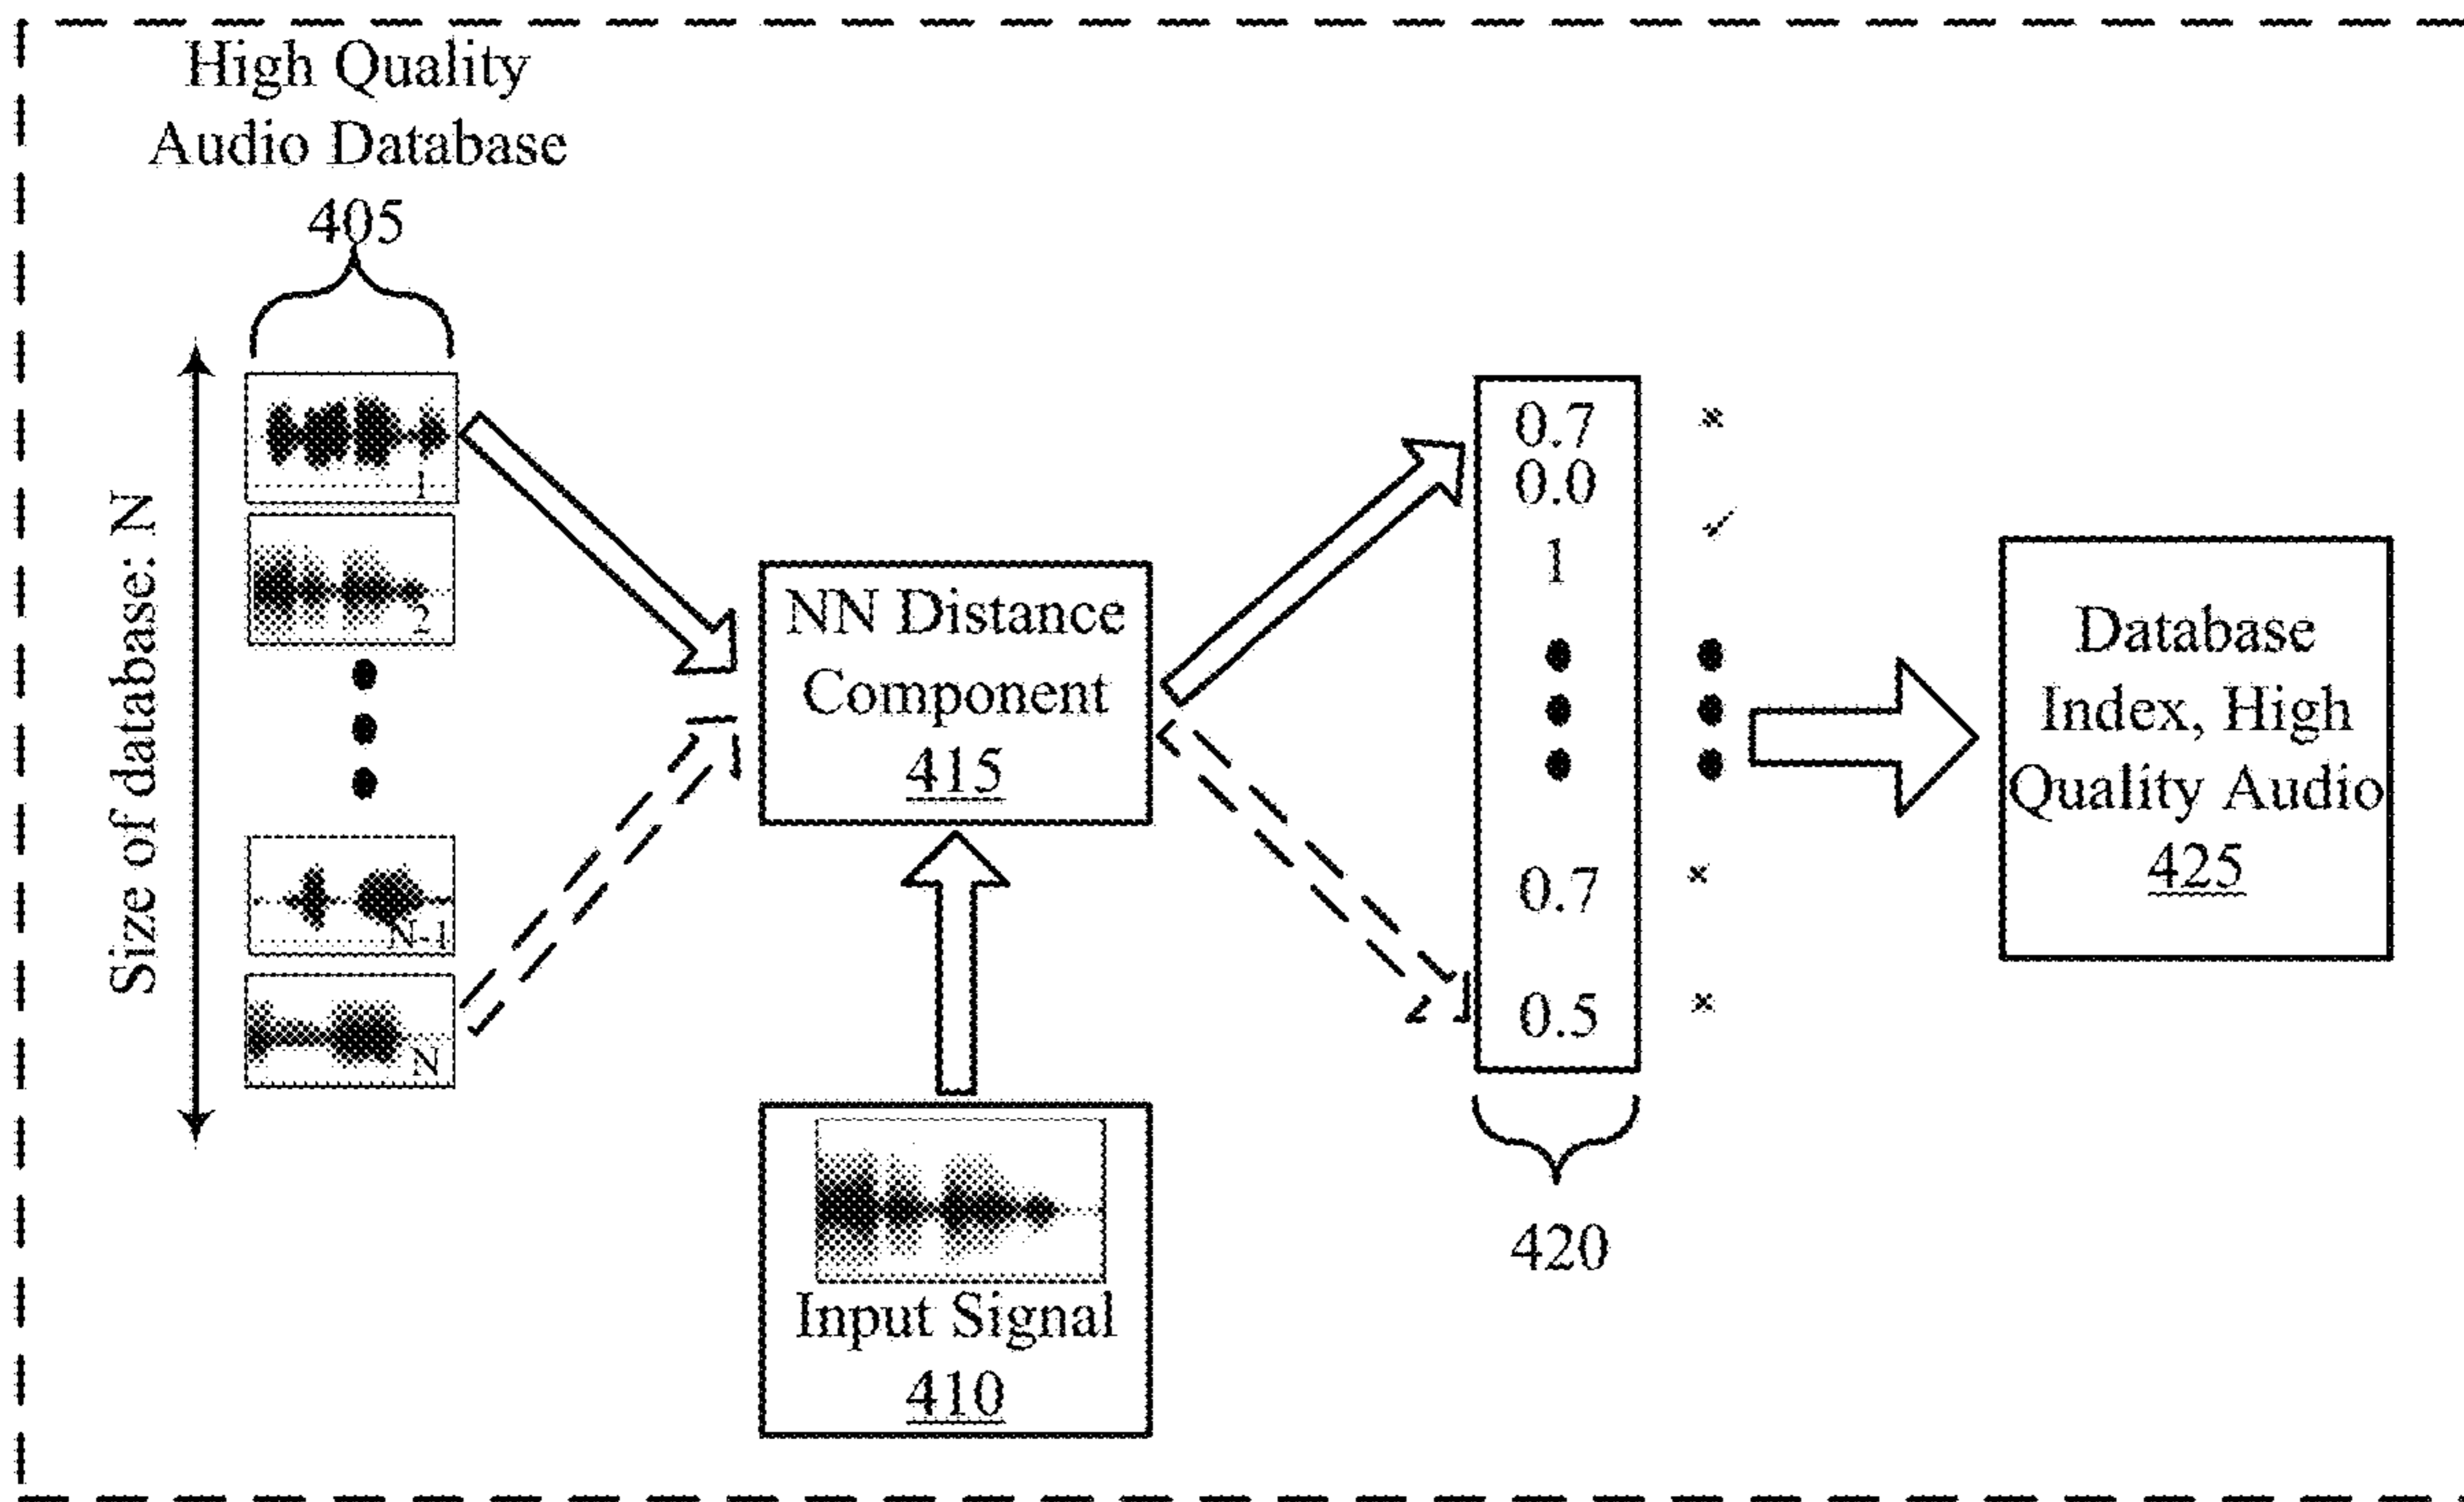 High Quality
Audio Database
405
Size of database: N
1
2
N-1
N
NN Distance
Component
415
Input Signal
410
0.7
0.0
1
0.7
0.5
420
Database
Index, High
Quality Audio
425